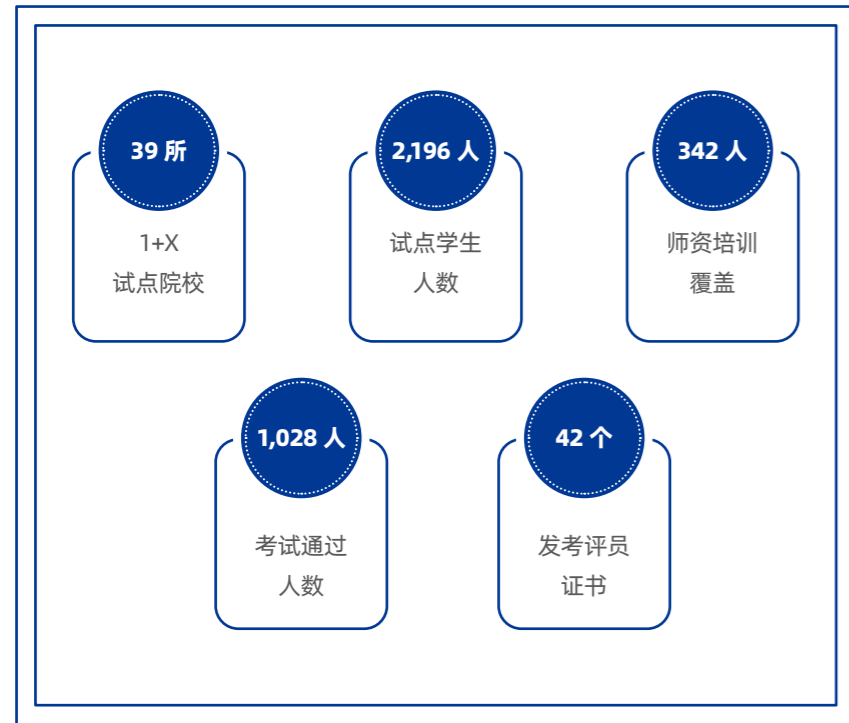 39 所
1+X
试点院校
2,196 人
试点学生
人数
342 人
师资培训
覆盖
1,028 人
考试通过
人数
42 个
发考评员
证书